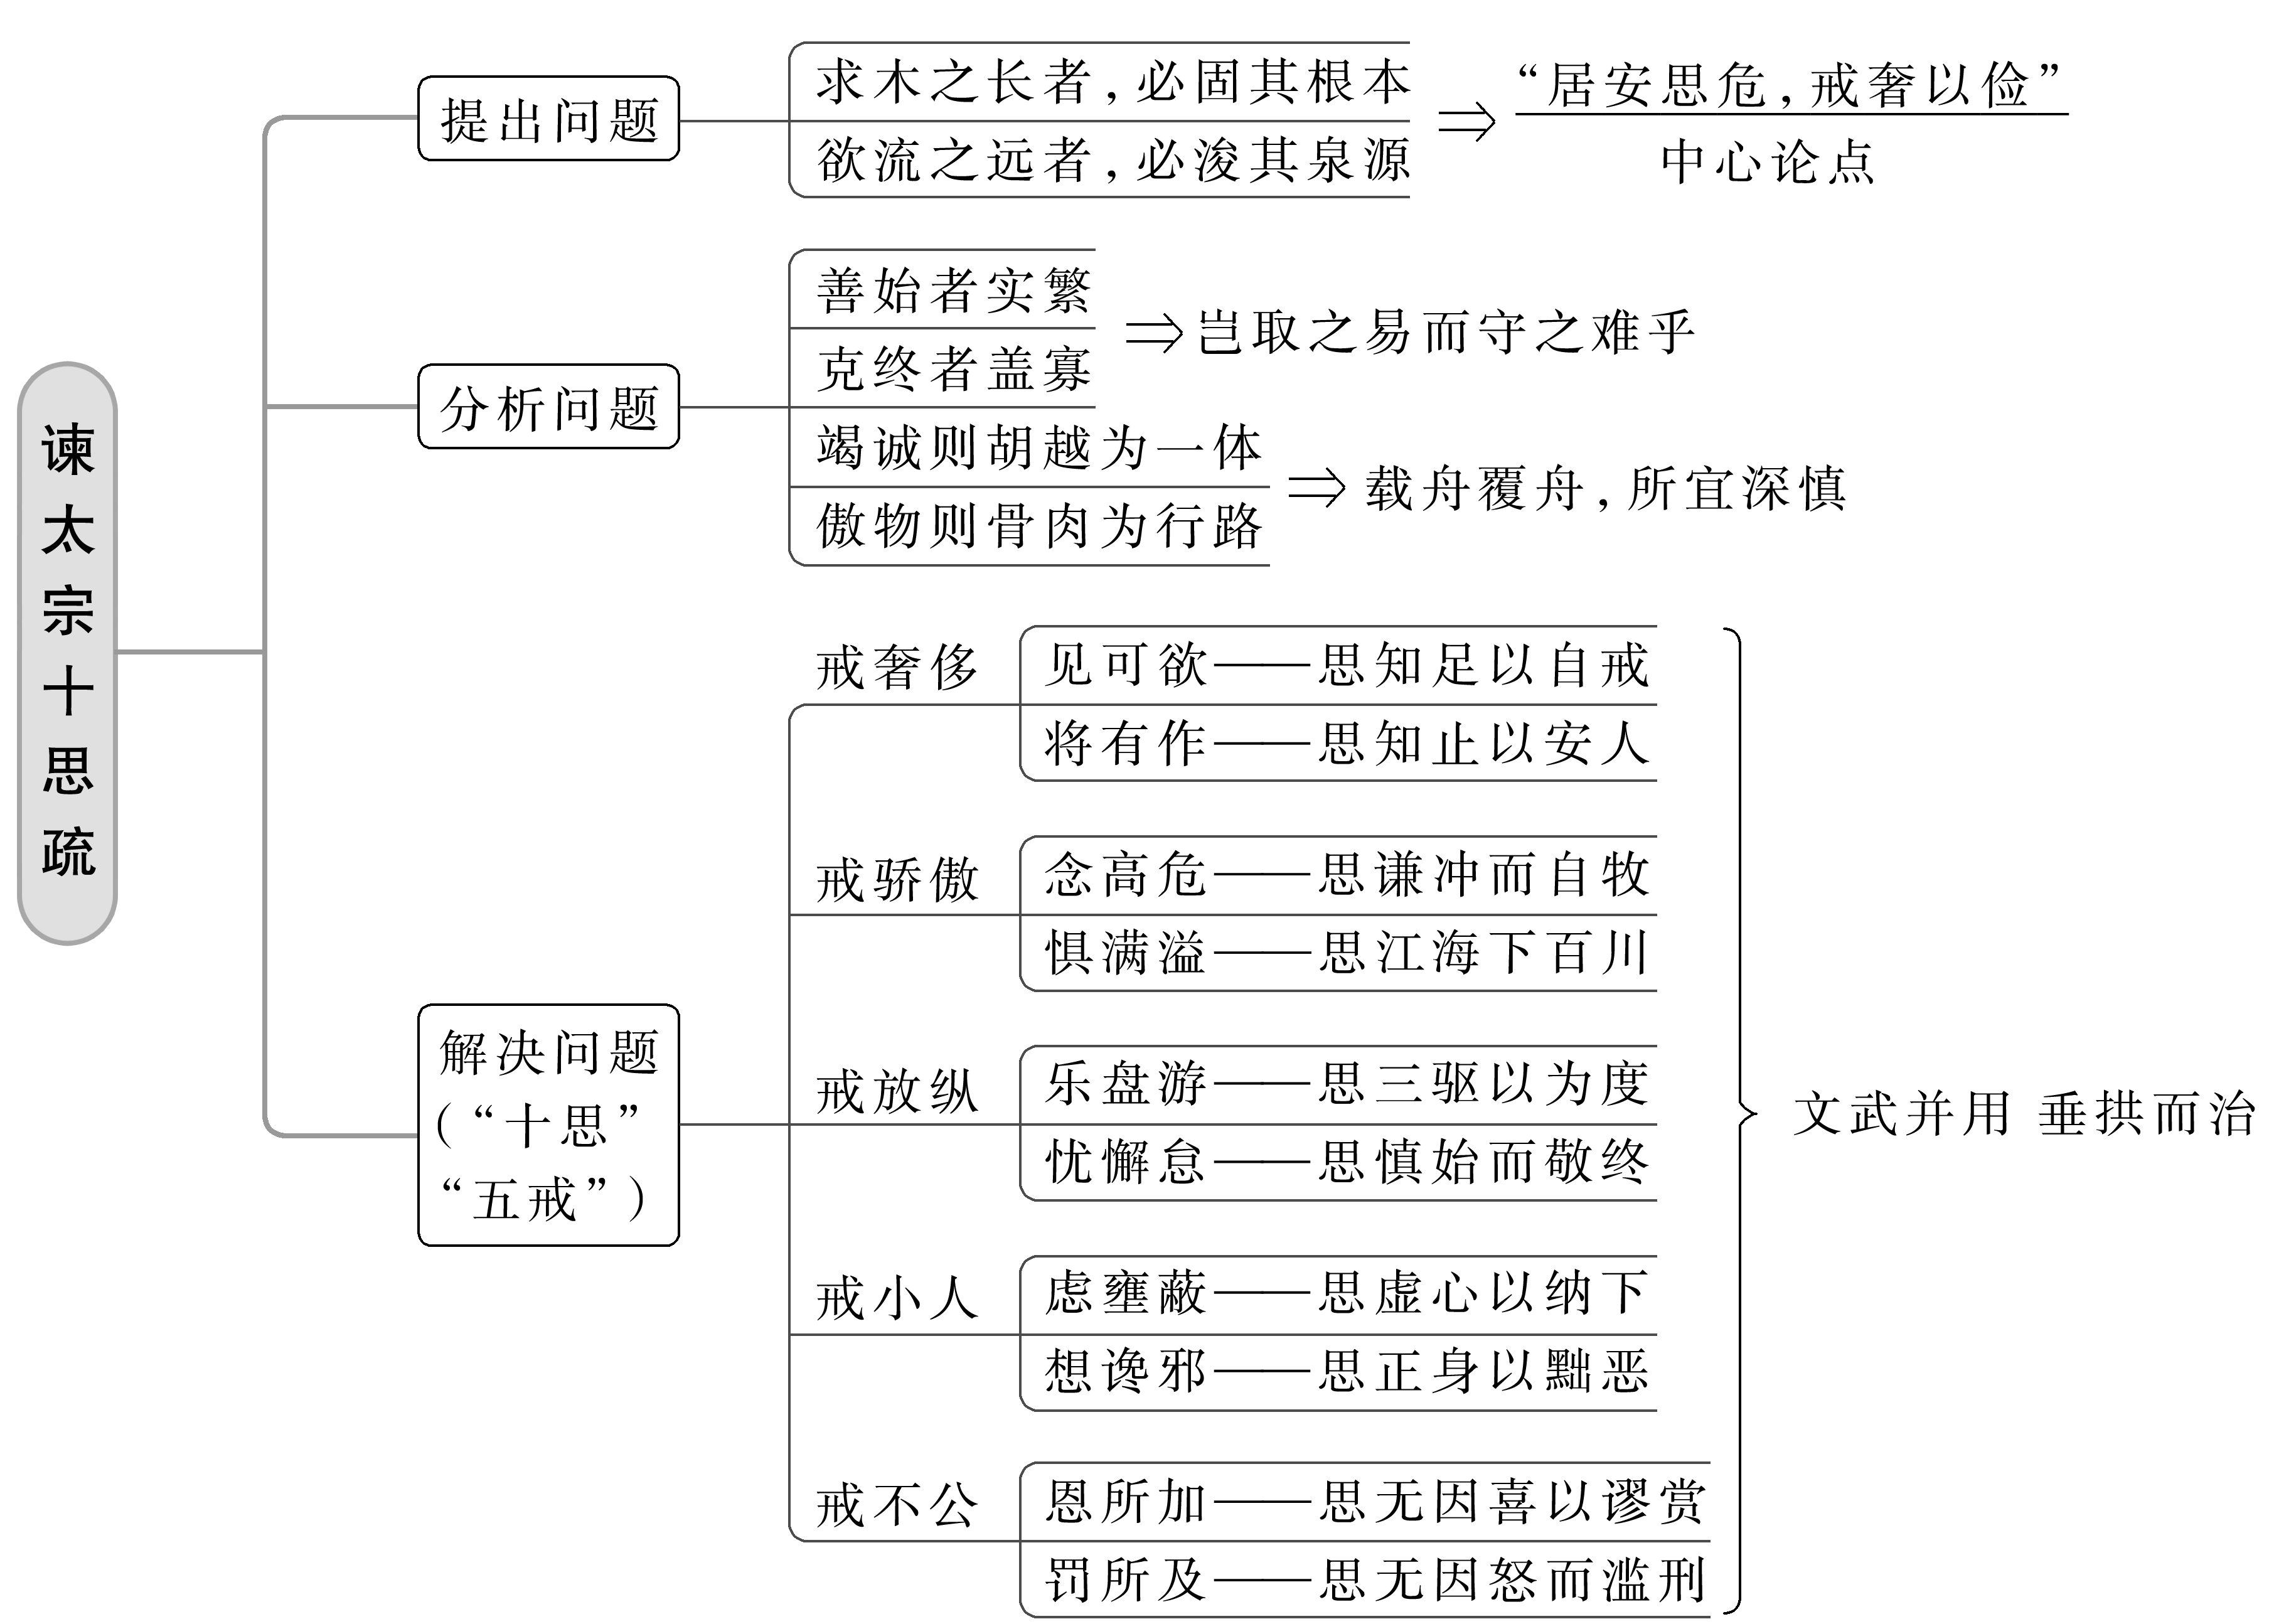 谏太宗十思疏
提出问题
求木之长者，必固其根本
欲流之远者，必浚其泉源
“居安思危，戒奢以俭”
中心论点
分析问题
善始者实繁
克终者盖寡
岂取之易而守之难乎
竭诚则胡越为一体
傲物则骨肉为行路
载舟覆舟，所宜深慎
解决问题
（“十思”
“五戒”）
戒奢侈
见可欲——思知足以自戒
将有作——思知止以安人
戒骄傲
念高危——思谦冲而自牧
惧满溢——思江海下百川
戒放纵
乐盘游——思三驱以为度
忧懈怠——思慎始而敬终
戒小人
虑壅蔽——思虚心以纳下
想谗邪——思正身以黜恶
戒不公
恩所加——思无因喜以谬赏
罚所及——思无因怒而滥刑
文武并用 垂拱而治